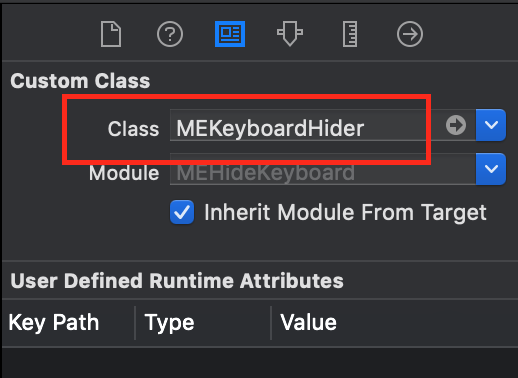 Custom Class
Class MEKeyboardHider
Module MEHideKeyboard
Inherit Module From Target
User Defined Runtime Attributes
Key Path Type Value